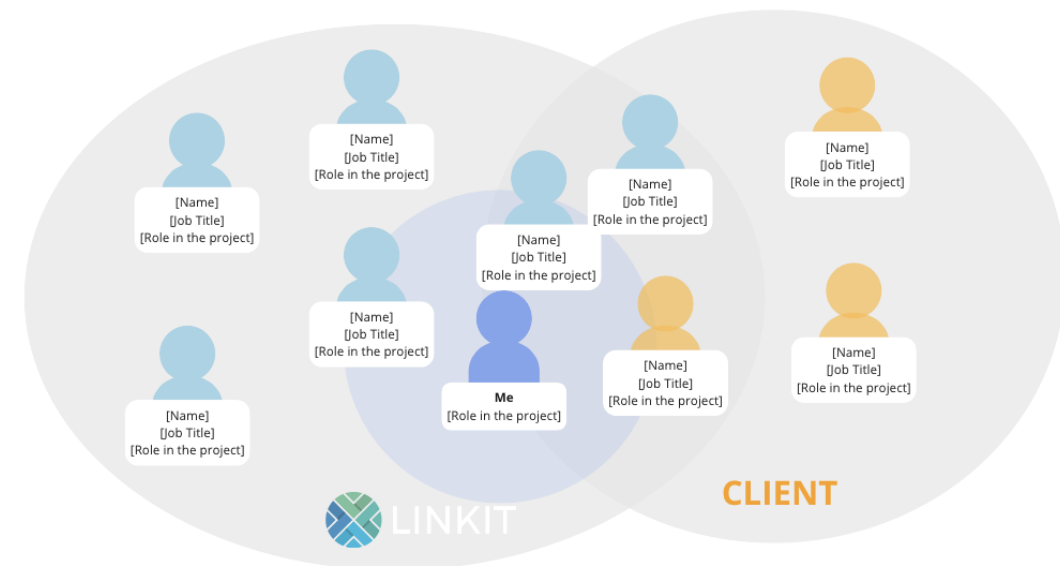 [Name]
[Job Title]
[Role in the project]
[Name]
[Job Title]
[Role in the project]
[Name]
[Job Title]
[Role in the project]
[Name]
[Job Title]
[Role in the project]
[Name]
[Job Title]
[Role in the project]
[Name]
[Job Title]
[Role in the project]
[Name]
[Job Title]
[Role in the project]
[Name]
[Job Title]
[Role in the project]
[Name]
[Job Title]
[Role in the project]
[Name]
[Job Title]
[Role in the project]
Me
[Role in the project]
CLIENT
LINKIT